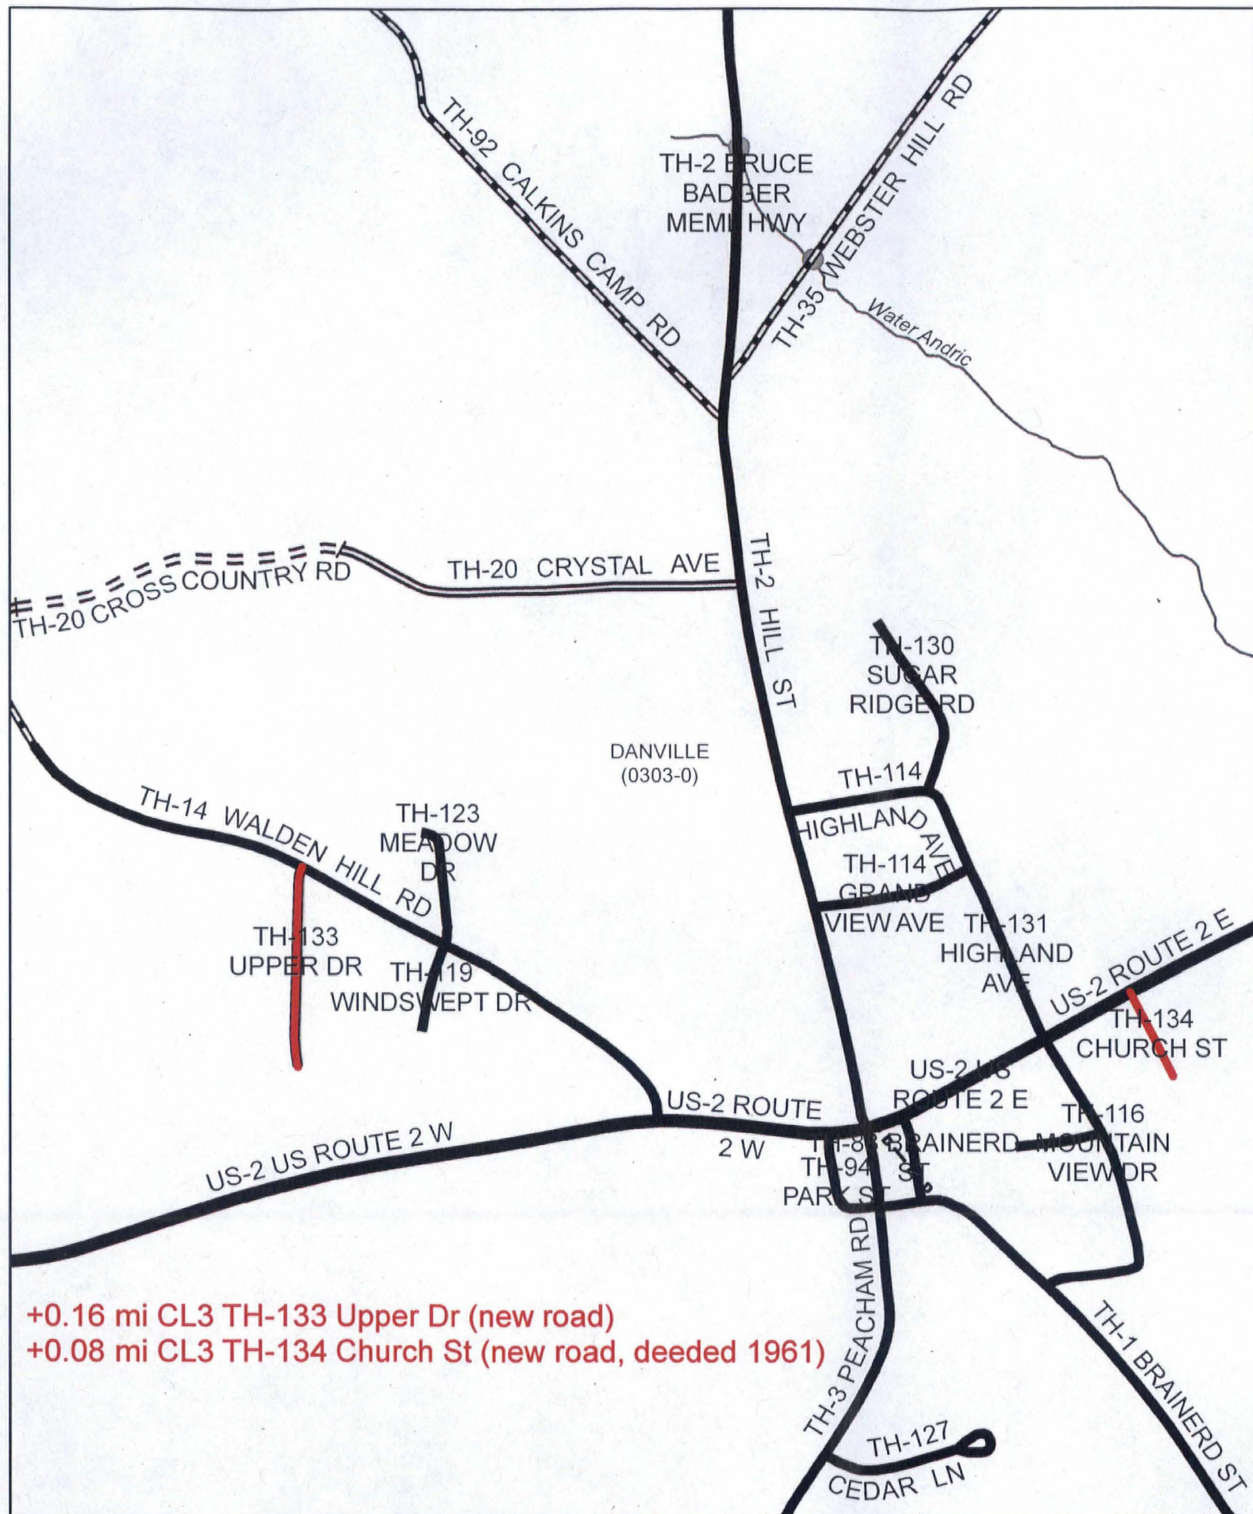 TH-92 CALKINS CAMP RD
TH-2 BRUCE
BADGER
MEML HWY
TH-35 WEBSTER HILL RD
Water Andric
TH-20 CROSS COUNTRY RD
TH-20 CRYSTAL AVE
TH-2 HILL ST
TH-130
SUGAR
RIDGE RD
DANVILLE
(0303-0)
TH-114
HIGHLAND AVE
TH-14 WALDEN HILL RD
TH-123
MEADOW
DR
TH-114
GRAND
VIEW AVE
TH-133
UPPER DR
TH-119
WINDSWEPT DR
TH-131
HIGHLAND
AVE
US-2 ROUTE 2 E
TH-134
CHURCH ST
US-2 US
ROUTE 2 E
US-2 ROUTE
2 W
US-2 US ROUTE 2 W
TH-88 BRAINERD
ST
TH-94
PARK ST
TH-116
MOUNTAIN
VIEW DR
+0.16 mi CL3 TH-133 Upper Dr (new road)
+0.08 mi CL3 TH-134 Church St (new road, deeded 1961)
TH-3 PEACHAM RD
TH-1 BRAINERD ST
TH-127
CEDAR LN